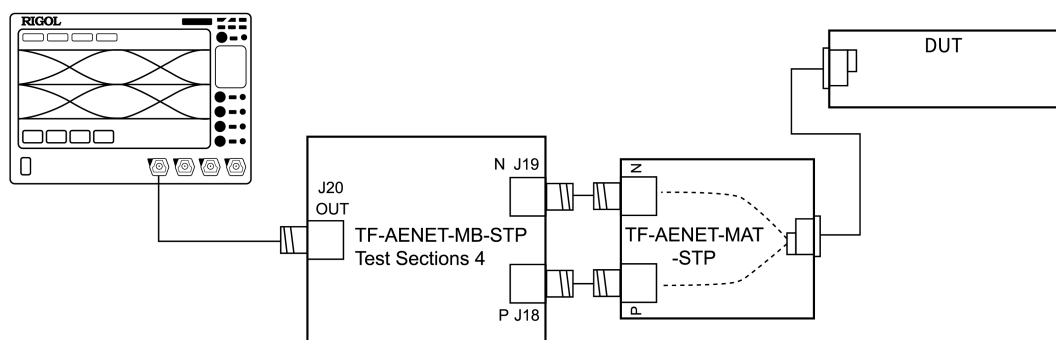 RIGOL
DUT
N J19
J20
OUT
TF-AENET-MB-STP
Test Sections 4
P J18
N
TF-AENET-MAT
-STP
P